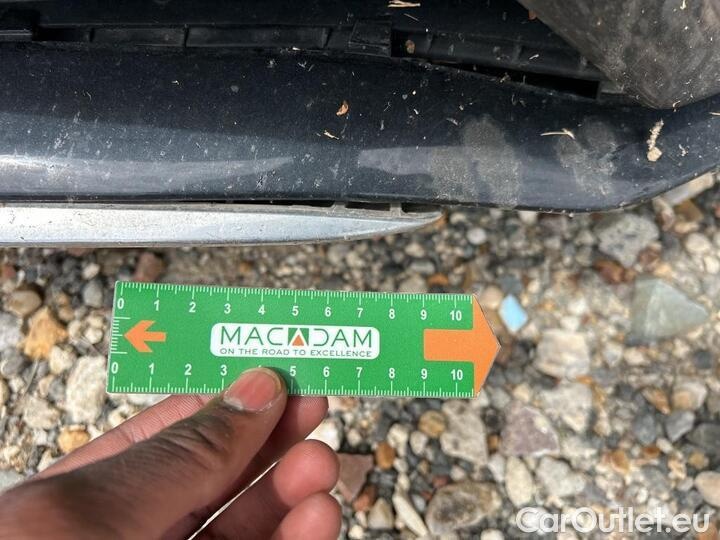 0 1 2 3 4 5 6 7 8 9 10
MACADAM
ON THE ROAD TO EXCELLENCE
0 1 2 3 5 6 7 8 9 10
CarOutlet.eu